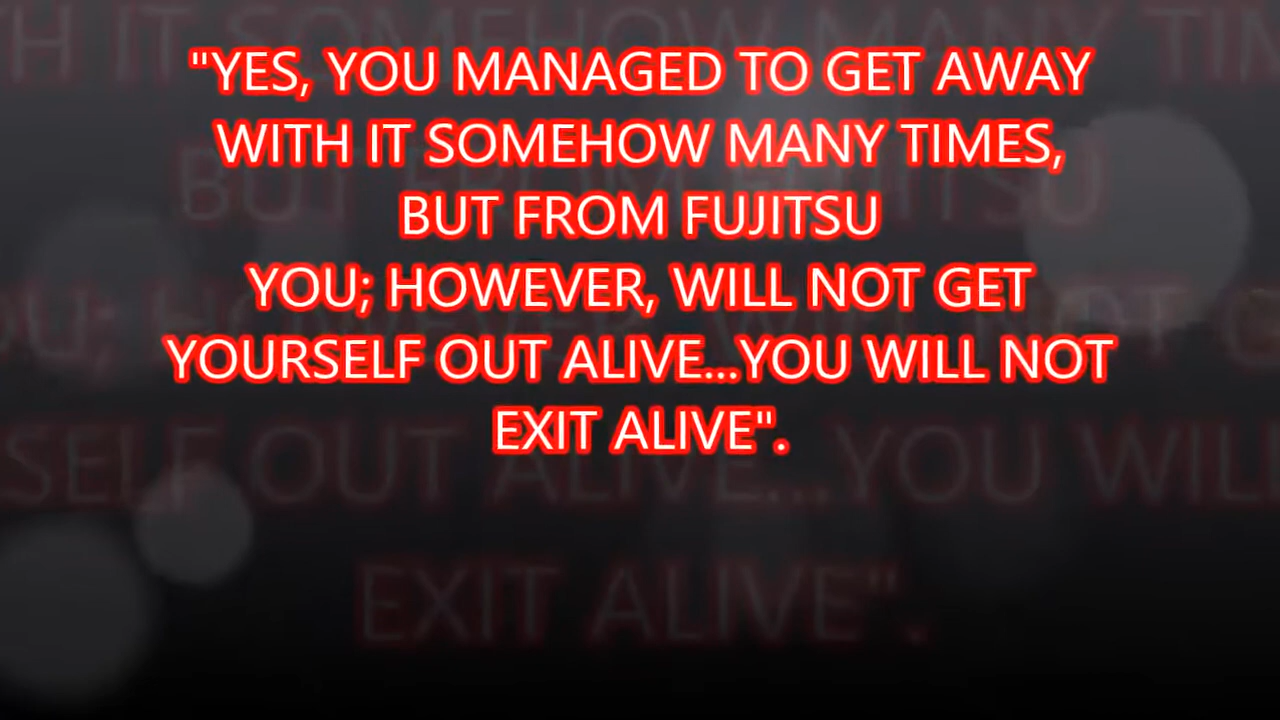 "YES, YOU MANAGED TO GET AWAY
WITH IT SOMEHOW MANY TIMES,
BUT FROM FUJITSU
YOU; HOWEVER, WILL NOT GET
YOURSELF OUT ALIVE...YOU WILL NOT
EXIT ALIVE".